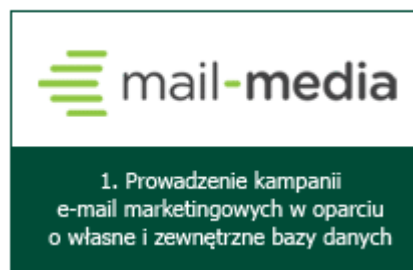 mail-media
1. Prowadzenie kampanii
e-mail marketingowych w oparciu
o własne i zewnętrzne bazy danych